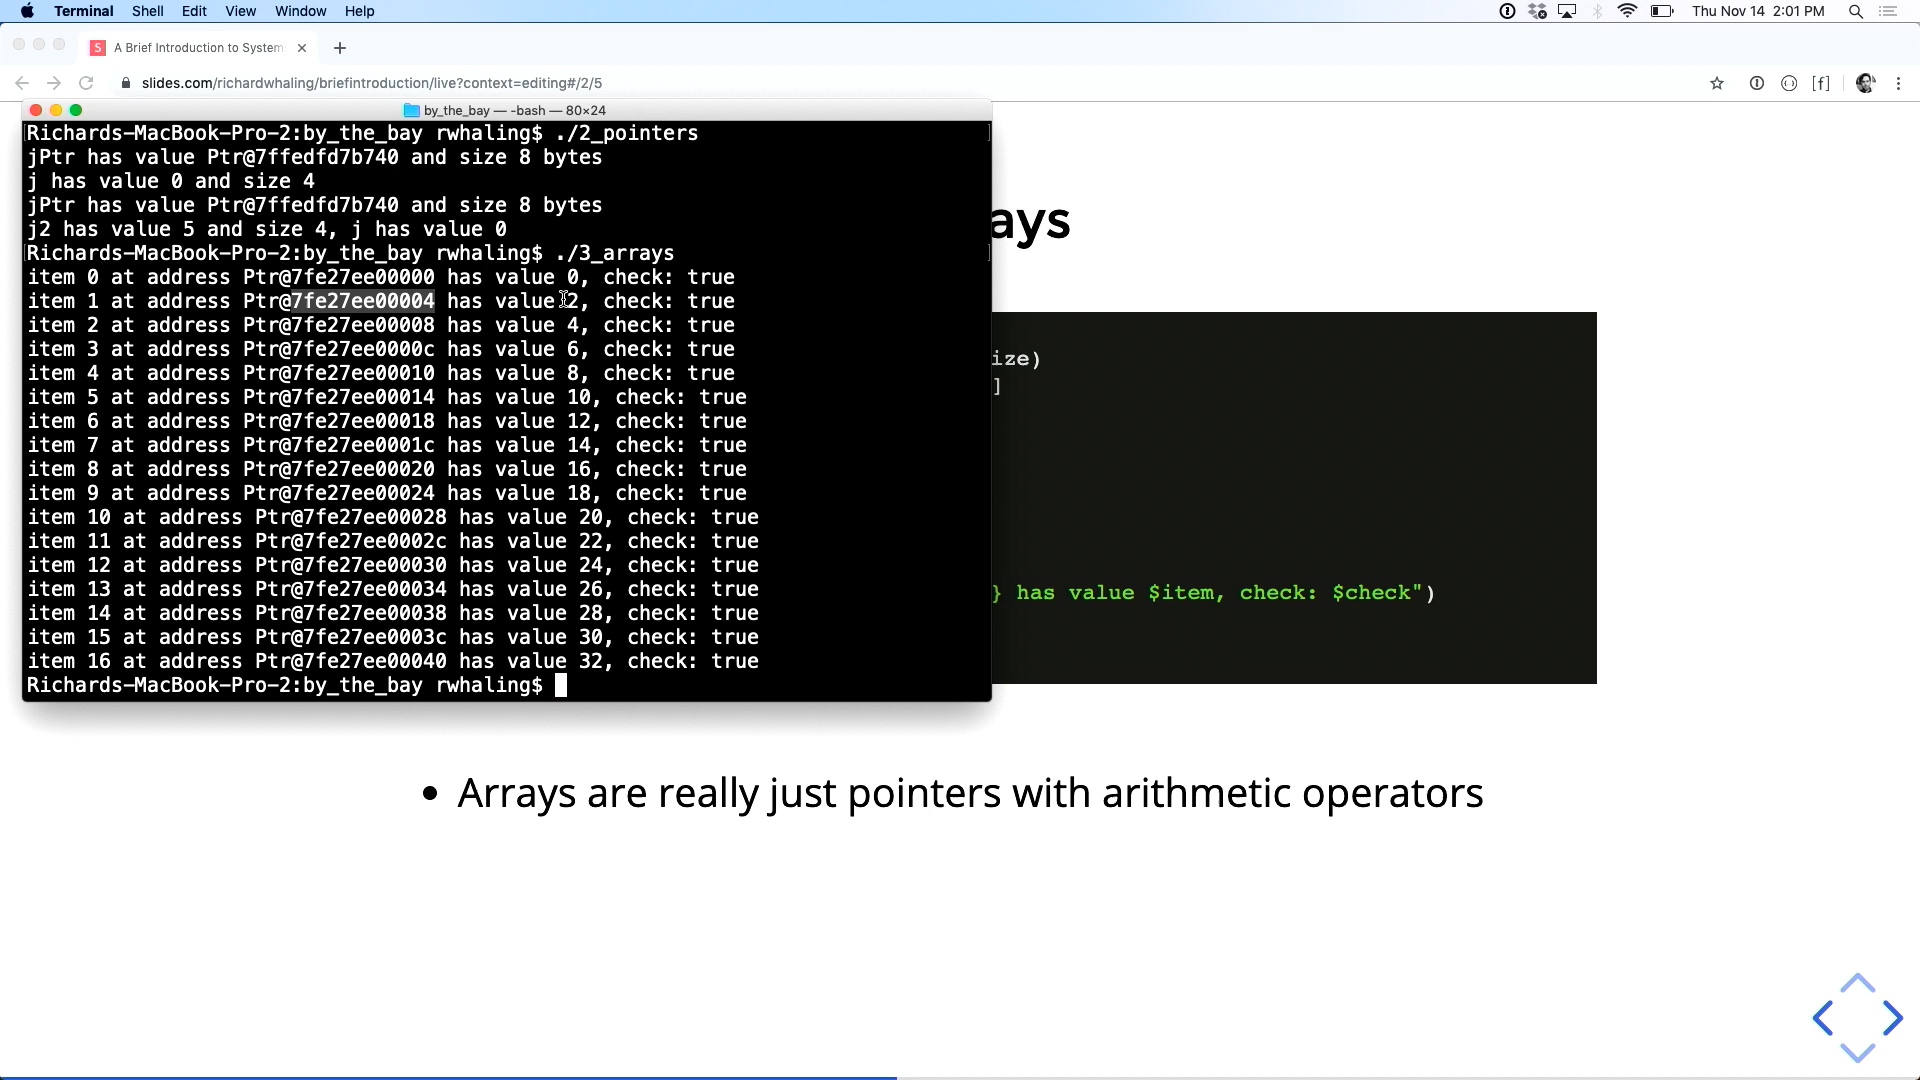 Terminal Shell Edit View Window Help Thu Nov 14 2:01 PM
A Brief Introduction to System
slides.com/richardwhaling/briefintroduction/live?context=editing#/2/5
by_the_bay — -bash — 80×24
Richards-MacBook-Pro-2:by_the_bay rwhaling$ ./2_pointers
jPtr has value Ptr@7ffedfd7b740 and size 8 bytes
j has value 0 and size 4
jPtr has value Ptr@7ffedfd7b740 and size 8 bytes
j2 has value 5 and size 4, j has value 0
Richards-MacBook-Pro-2:by_the_bay rwhaling$ ./3_arrays
item 0 at address Ptr@7fe27ee00000 has value 0, check: true
item 1 at address Ptr@7fe27ee00004 has value 2, check: true
item 2 at address Ptr@7fe27ee00008 has value 4, check: true
item 3 at address Ptr@7fe27ee0000c has value 6, check: true
item 4 at address Ptr@7fe27ee00010 has value 8, check: true
item 5 at address Ptr@7fe27ee00014 has value 10, check: true
item 6 at address Ptr@7fe27ee00018 has value 12, check: true
item 7 at address Ptr@7fe27ee0001c has value 14, check: true
item 8 at address Ptr@7fe27ee00020 has value 16, check: true
item 9 at address Ptr@7fe27ee00024 has value 18, check: true
item 10 at address Ptr@7fe27ee00028 has value 20, check: true
item 11 at address Ptr@7fe27ee0002c has value 22, check: true
item 12 at address Ptr@7fe27ee00030 has value 24, check: true
item 13 at address Ptr@7fe27ee00034 has value 26, check: true
item 14 at address Ptr@7fe27ee00038 has value 28, check: true
item 15 at address Ptr@7fe27ee0003c has value 30, check: true
item 16 at address Ptr@7fe27ee00040 has value 32, check: true
Richards-MacBook-Pro-2:by_the_bay rwhaling$
ays
ize)
]
} has value $item, check: $check")
• Arrays are really just pointers with arithmetic operators